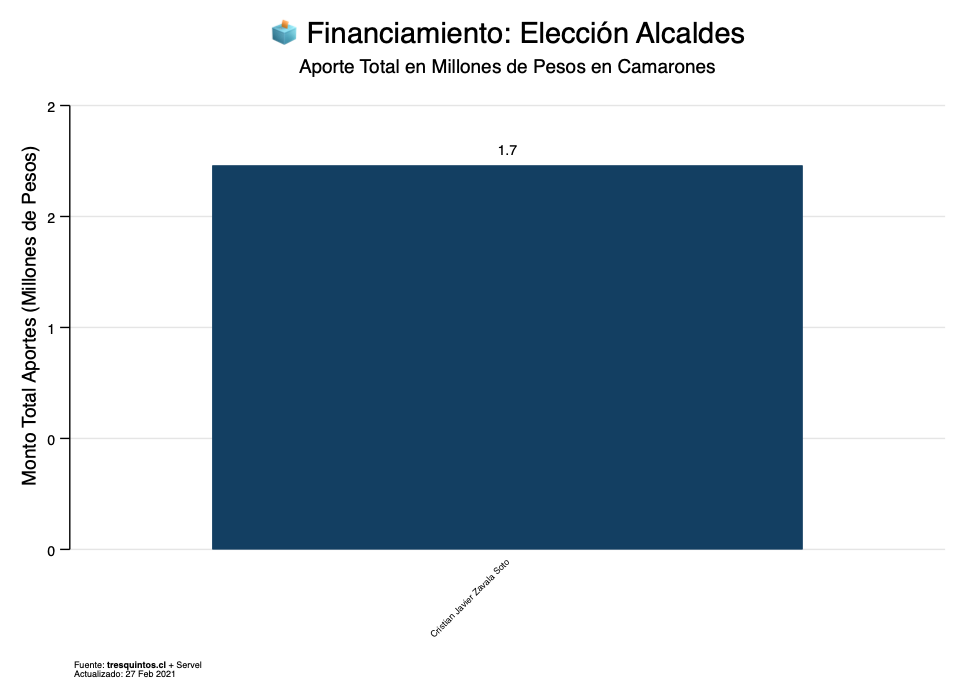 🗳️ Financiamiento: Elección Alcaldes
Aporte Total en Millones de Pesos en Camarones
Monto Total Aportes (Millones de Pesos)
2
2
1
0
0
1.7
Cristian Javier Zavala Soto
Fuente: tresquintos.cl + Servel
Actualizado: 27 Feb 2021